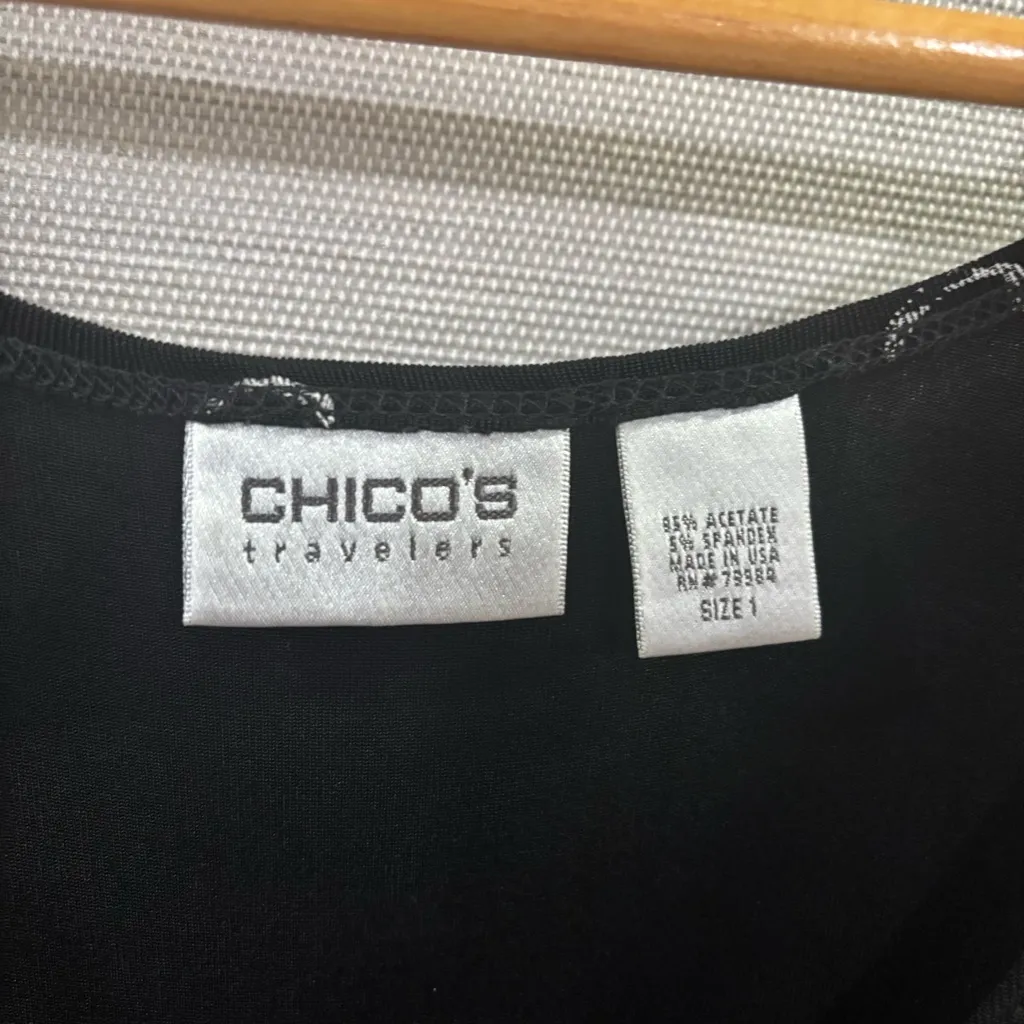 CHICO'S
travelers
95% ACETATE
5% SPANDEX
MADE IN USA
RN# 79984
SIZE 1